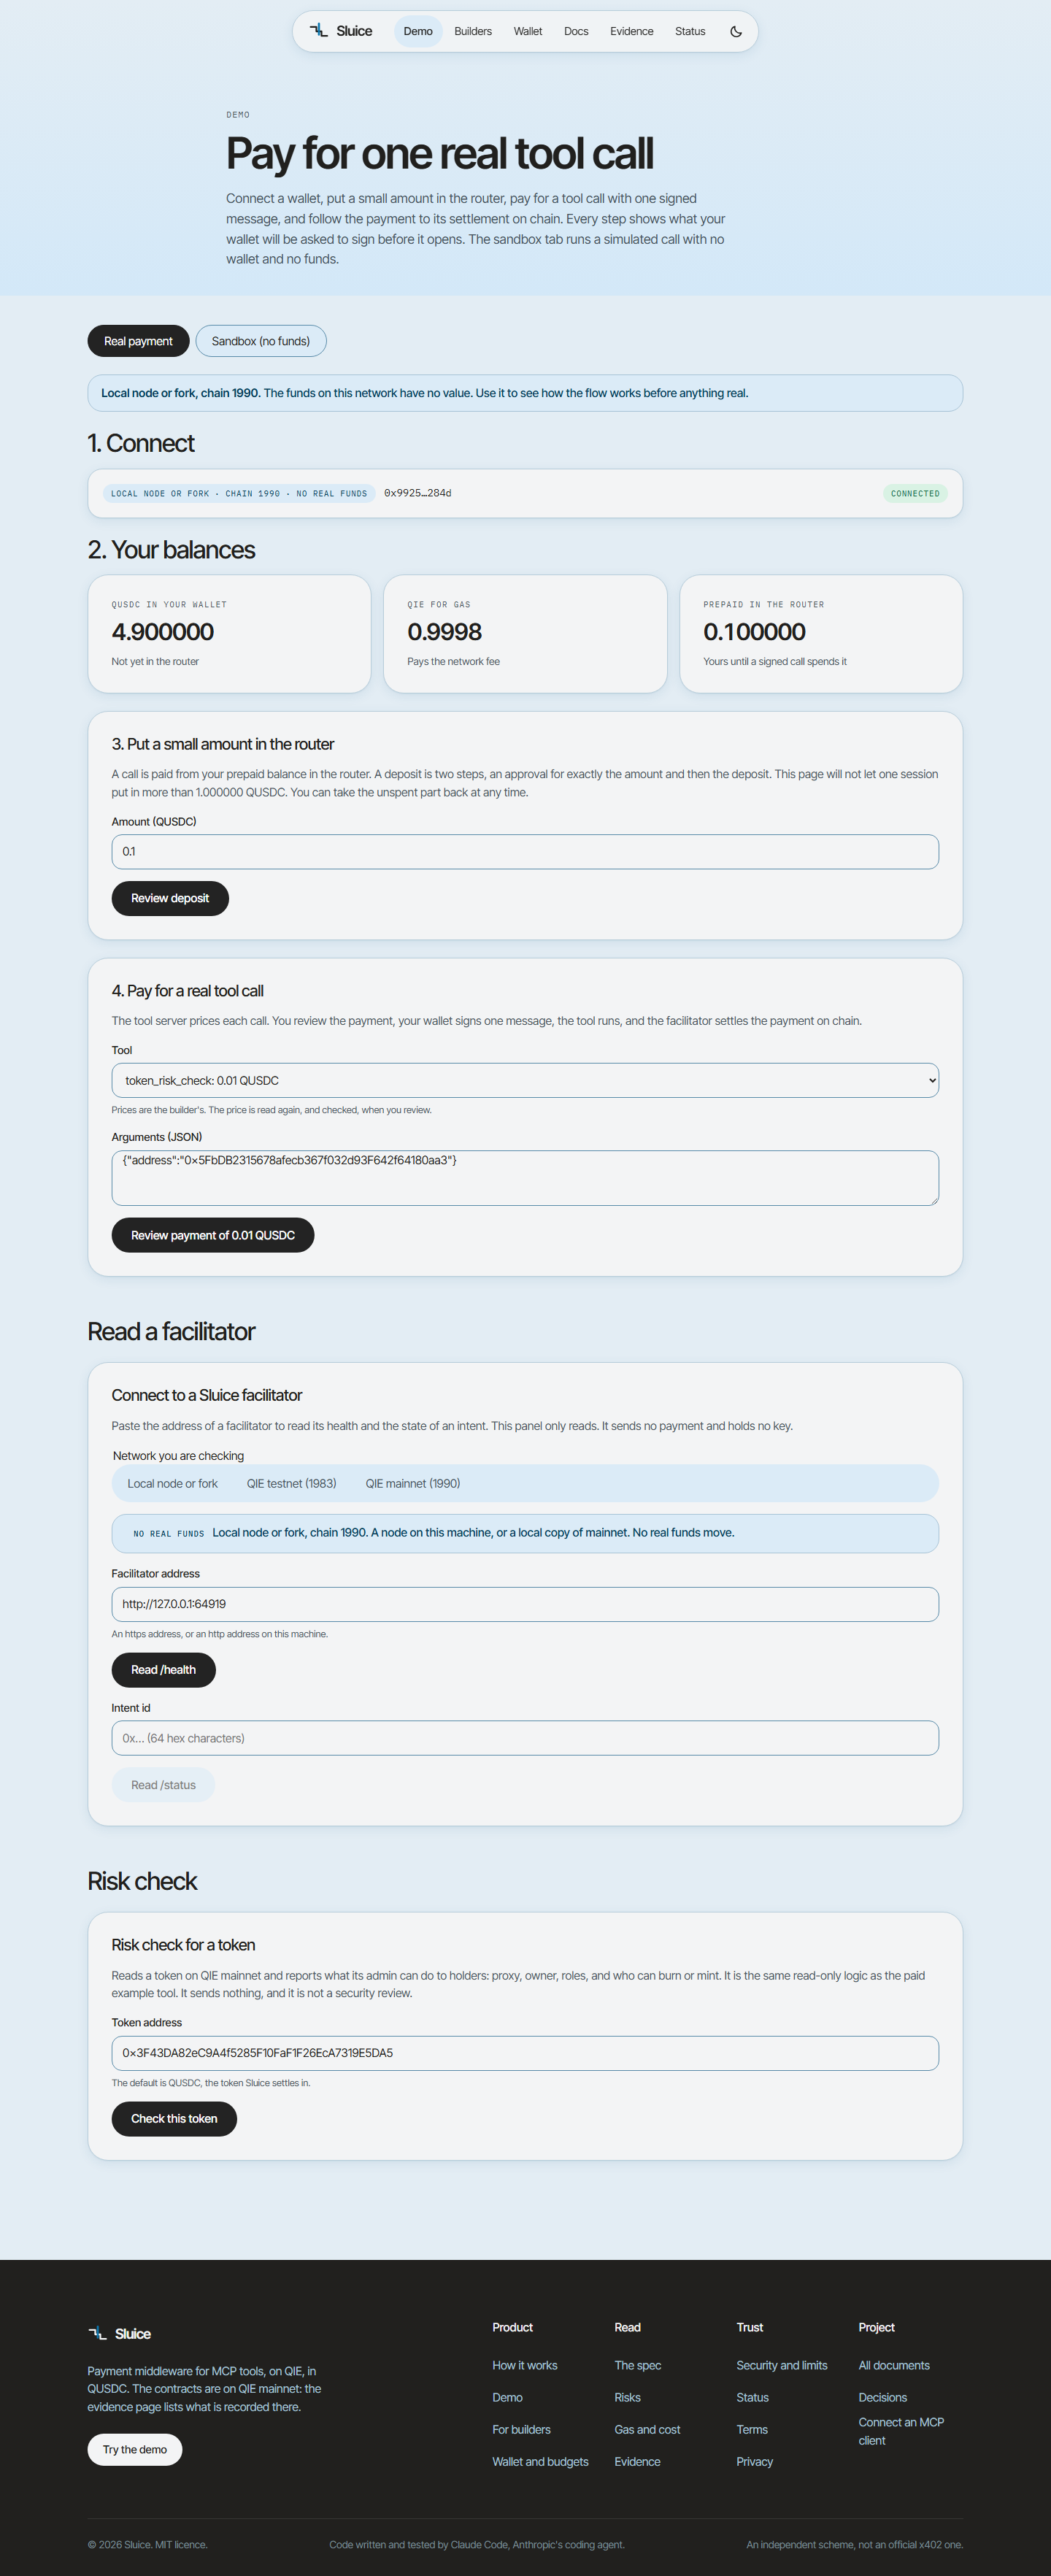 Sluice
Demo
Builders
Wallet
Docs
Evidence
Status
DEMO
Pay for one real tool call
Connect a wallet, put a small amount in the router, pay for a tool call with one signed
message, and follow the payment to its settlement on chain. Every step shows what your
wallet will be asked to sign before it opens. The sandbox tab runs a simulated call with no
wallet and no funds.
Real payment
Sandbox (no funds)
Local node or fork, chain 1990. The funds on this network have no value. Use it to see how the flow works before anything real.
1. Connect
LOCAL NODE OR FORK · CHAIN 1990 · NO REAL FUNDS
0x9925…284d
CONNECTED
2. Your balances
QUSDC IN YOUR WALLET
4.900000
Not yet in the router
QIE FOR GAS
0.9998
Pays the network fee
PREPAID IN THE ROUTER
0.100000
Yours until a signed call spends it
3. Put a small amount in the router
A call is paid from your prepaid balance in the router. A deposit is two steps, an approval for exactly the amount and then the deposit. This page will not let one session
put in more than 1.000000 QUSDC. You can take the unspent part back at any time.
Amount (QUSDC)
0.1
Review deposit
4. Pay for a real tool call
The tool server prices each call. You review the payment, your wallet signs one message, the tool runs, and the facilitator settles the payment on chain.
Tool
token_risk_check: 0.01 QUSDC
Prices are the builder's. The price is read again, and checked, when you review.
Arguments (JSON)
{"address":"0x5FbDB2315678afecb367f032d93F642f64180aa3"}
Review payment of 0.01 QUSDC
Read a facilitator
Connect to a Sluice facilitator
Paste the address of a facilitator to read its health and the state of an intent. This panel only reads. It sends no payment and holds no key.
Network you are checking
Local node or fork
QIE testnet (1983)
QIE mainnet (1990)
NO REAL FUNDS Local node or fork, chain 1990. A node on this machine, or a local copy of mainnet. No real funds move.
Facilitator address
http://127.0.0.1:64919
An https address, or an http address on this machine.
Read /health
Intent id
0x… (64 hex characters)
Read /status
Risk check
Risk check for a token
Reads a token on QIE mainnet and reports what its admin can do to holders: proxy, owner, roles, and who can burn or mint. It is the same read-only logic as the paid
example tool. It sends nothing, and it is not a security review.
Token address
0x3F43DA82eC9A4f5285F10FaF1F26EcA7319E5DA5
The default is QUSDC, the token Sluice settles in.
Check this token
Sluice
Payment middleware for MCP tools, on QIE, in
QUSDC. The contracts are on QIE mainnet: the
evidence page lists what is recorded there.
Try the demo
Product
How it works
Demo
For builders
Wallet and budgets
Read
The spec
Risks
Gas and cost
Evidence
Trust
Security and limits
Status
Terms
Privacy
Project
All documents
Decisions
Connect an MCP
client
© 2026 Sluice. MIT licence.
Code written and tested by Claude Code, Anthropic's coding agent.
An independent scheme, not an official x402 one.